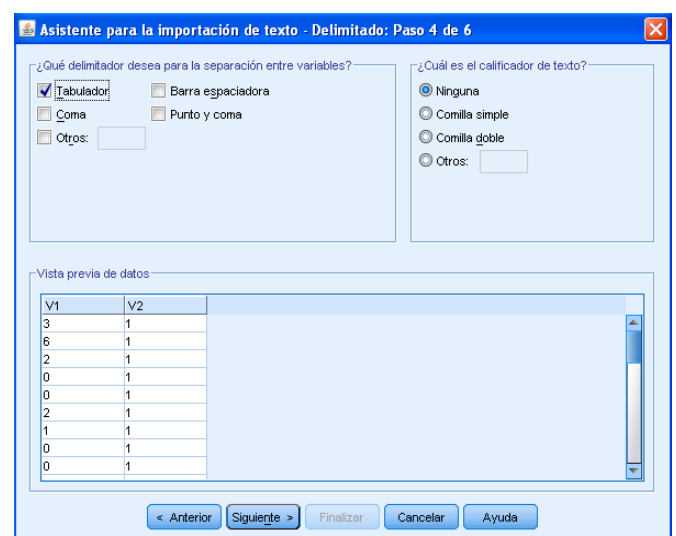 Asistente para la importación de texto - Delimitado: Paso 4 de 6
¿Qué delimitador desea para la separación entre variables?
Tabulador
Barra espaciadora
Coma
Punto y coma
Otros:
¿Cuál es el calificador de texto?
Ninguna
Comilla simple
Comilla doble
Otros:
Vista previa de datos
V1 V2
3 1
6 1
2 1
0 1
0 1
2 1
1 1
0 1
0 1
< Anterior Siguiente > Finalizar Cancelar Ayuda